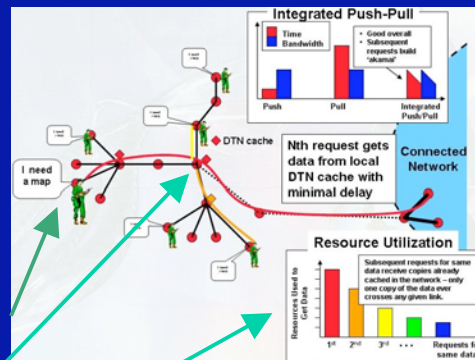 Integrated Push-Pull
Time
Bandwidth
• Good overall
• Subsequent
requests build
'akamai'
Push
Pull
Integrated
Push/Pull
DTN cache
I need
a map
Nth request gets
data from local
DTN cache with
minimal delay
Connected
Network
Resource Utilization
Resources Used to
Get Data
Subsequent requests for same
data receive copies already
cached in the network – only
one copy of the data ever
crosses any given link.
1st
2nd
3rd
• • •
Requests for
same data